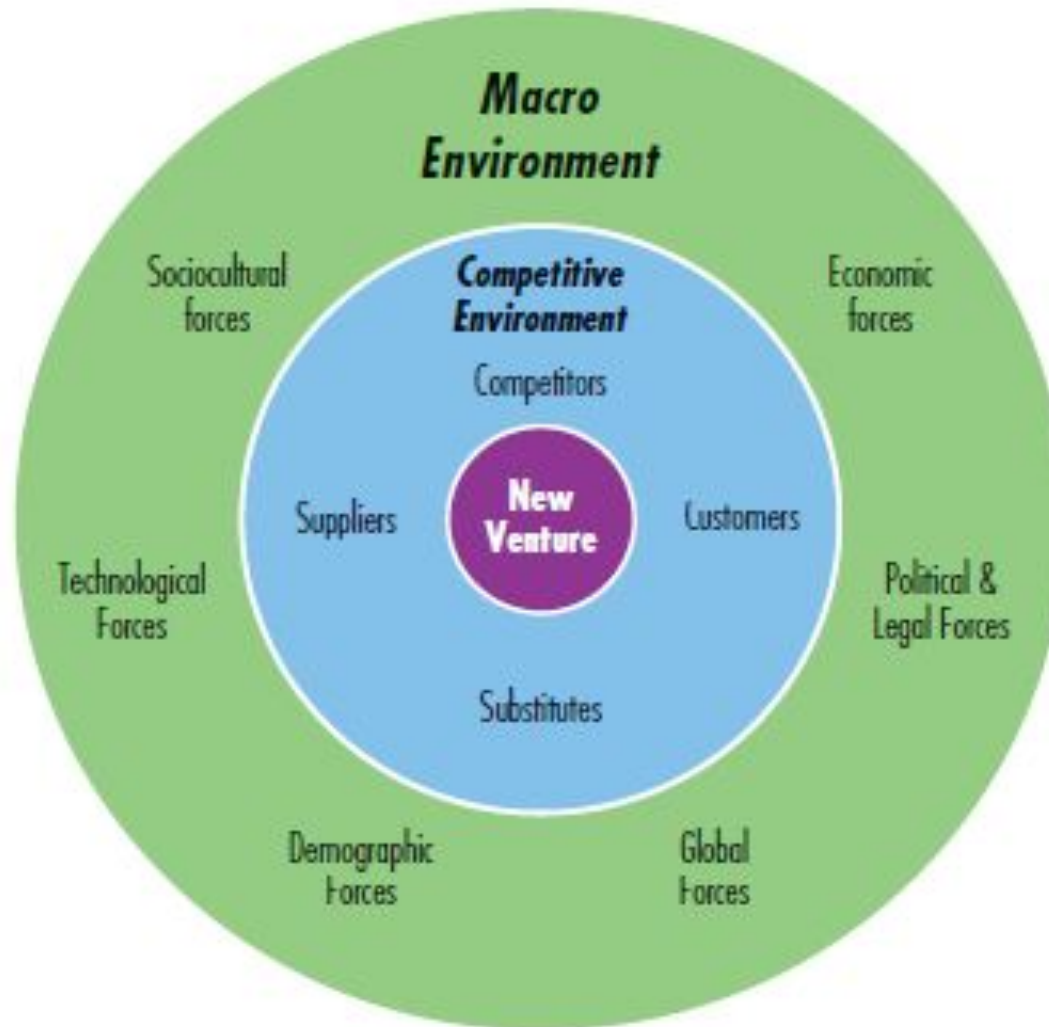 Macro
Environment
Sociocultural
forces
Economic
forces
Competitive
Environment
Competitors
Suppliers
New
Venture
Customers
Technological
Forces
Political &
Legal Forces
Substitutes
Demographic
Forces
Global
Forces